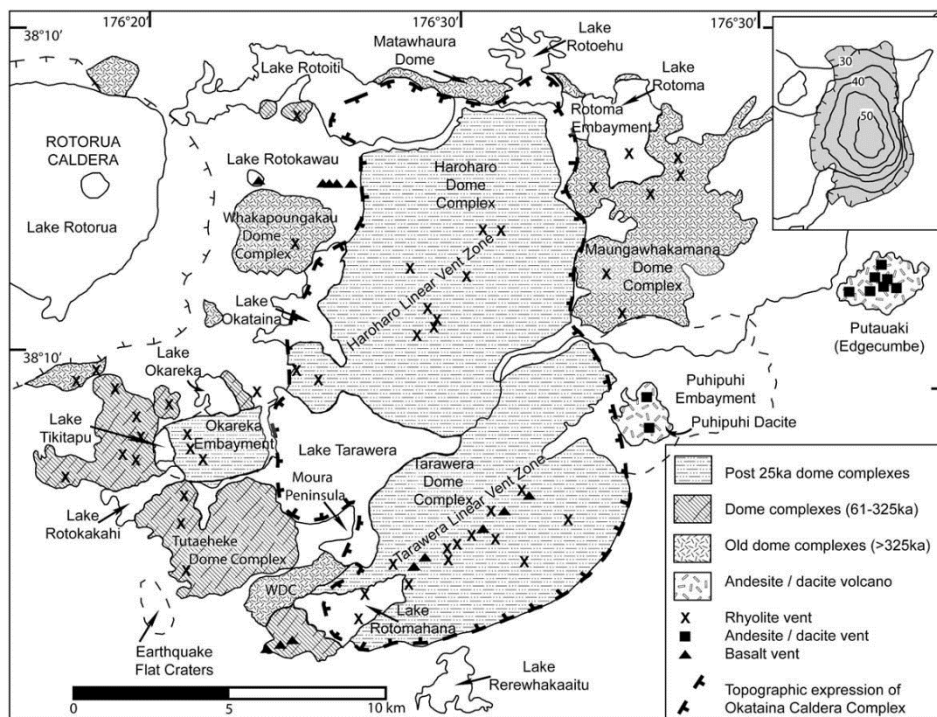 176°20'
176°30'
176°30'
38°10'
Lake
Rotoehu
Matawhaura
Dome
Lake Rotoiti
Lake
Rotoma
Rotoma
Embayment
30
40
50
ROTORUA
CALDERA
Lake Rotorua
Lake Rotokawau
Haroharo
Dome
Complex
Whakapoungakau
Dome
Complex
Haroharo Linear Vent Zone
Maungawhakamana
Dome
Complex
Lake
Okataina
Putauaki
(Edgecumbe)
38°10'
Lake
Okareka
Puhipuhi
Embayment
Puhipuhi Dacite
Lake
Tikitapu
Okareka
Embayment
Lake Tarawera
Tarawera
Dome
Complex
Tarawera Linear Vent Zone
Moura
Peninsula
Lake
Rotokakahi
Tutaeheke
Dome Complex
WDC
Lake
Rotomahana
Earthquake
Flat Craters
Lake
Rerewhakaaitu
0
5
10 km
Post 25ka dome complexes
Dome complexes (61-325ka)
Old dome complexes (>325ka)
Andesite / dacite volcano
X Rhyolite vent
Andesite / dacite vent
Basalt vent
Topographic expression of
Okataina Caldera Complex